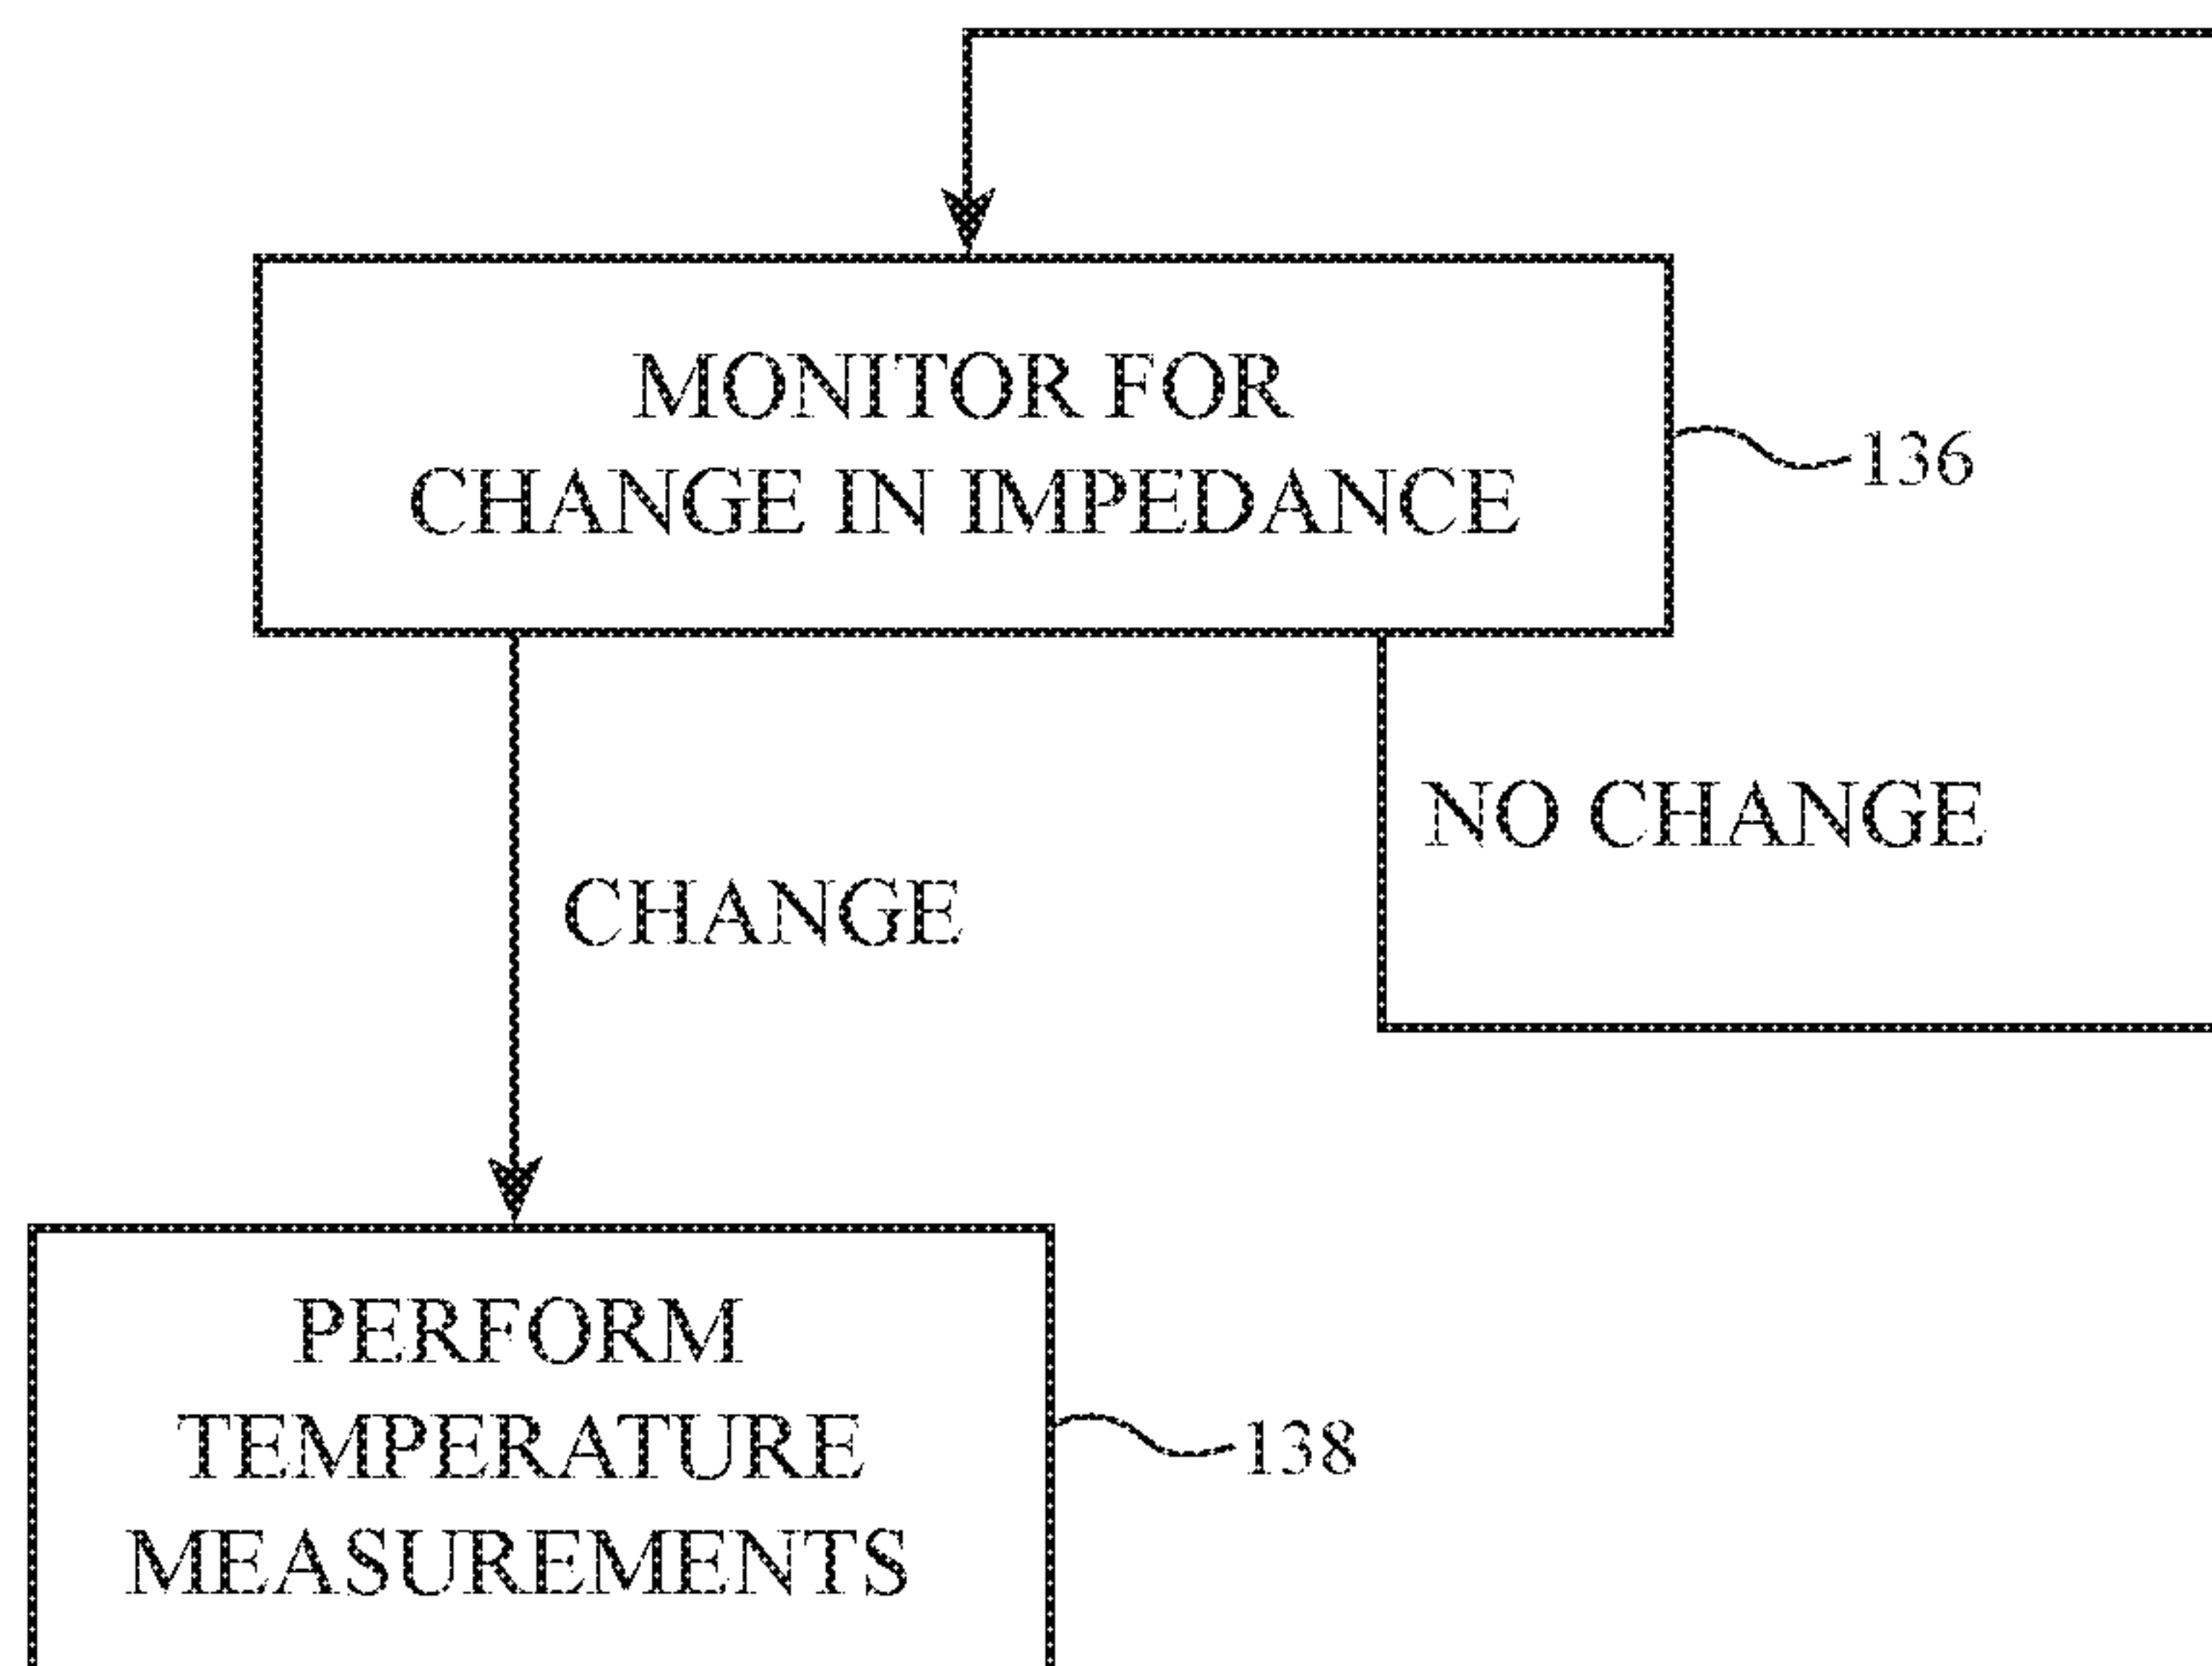 MONITOR FOR
CHANGE IN IMPEDANCE
136
NO CHANGE
CHANGE
PERFORM
TEMPERATURE
MEASUREMENTS
138